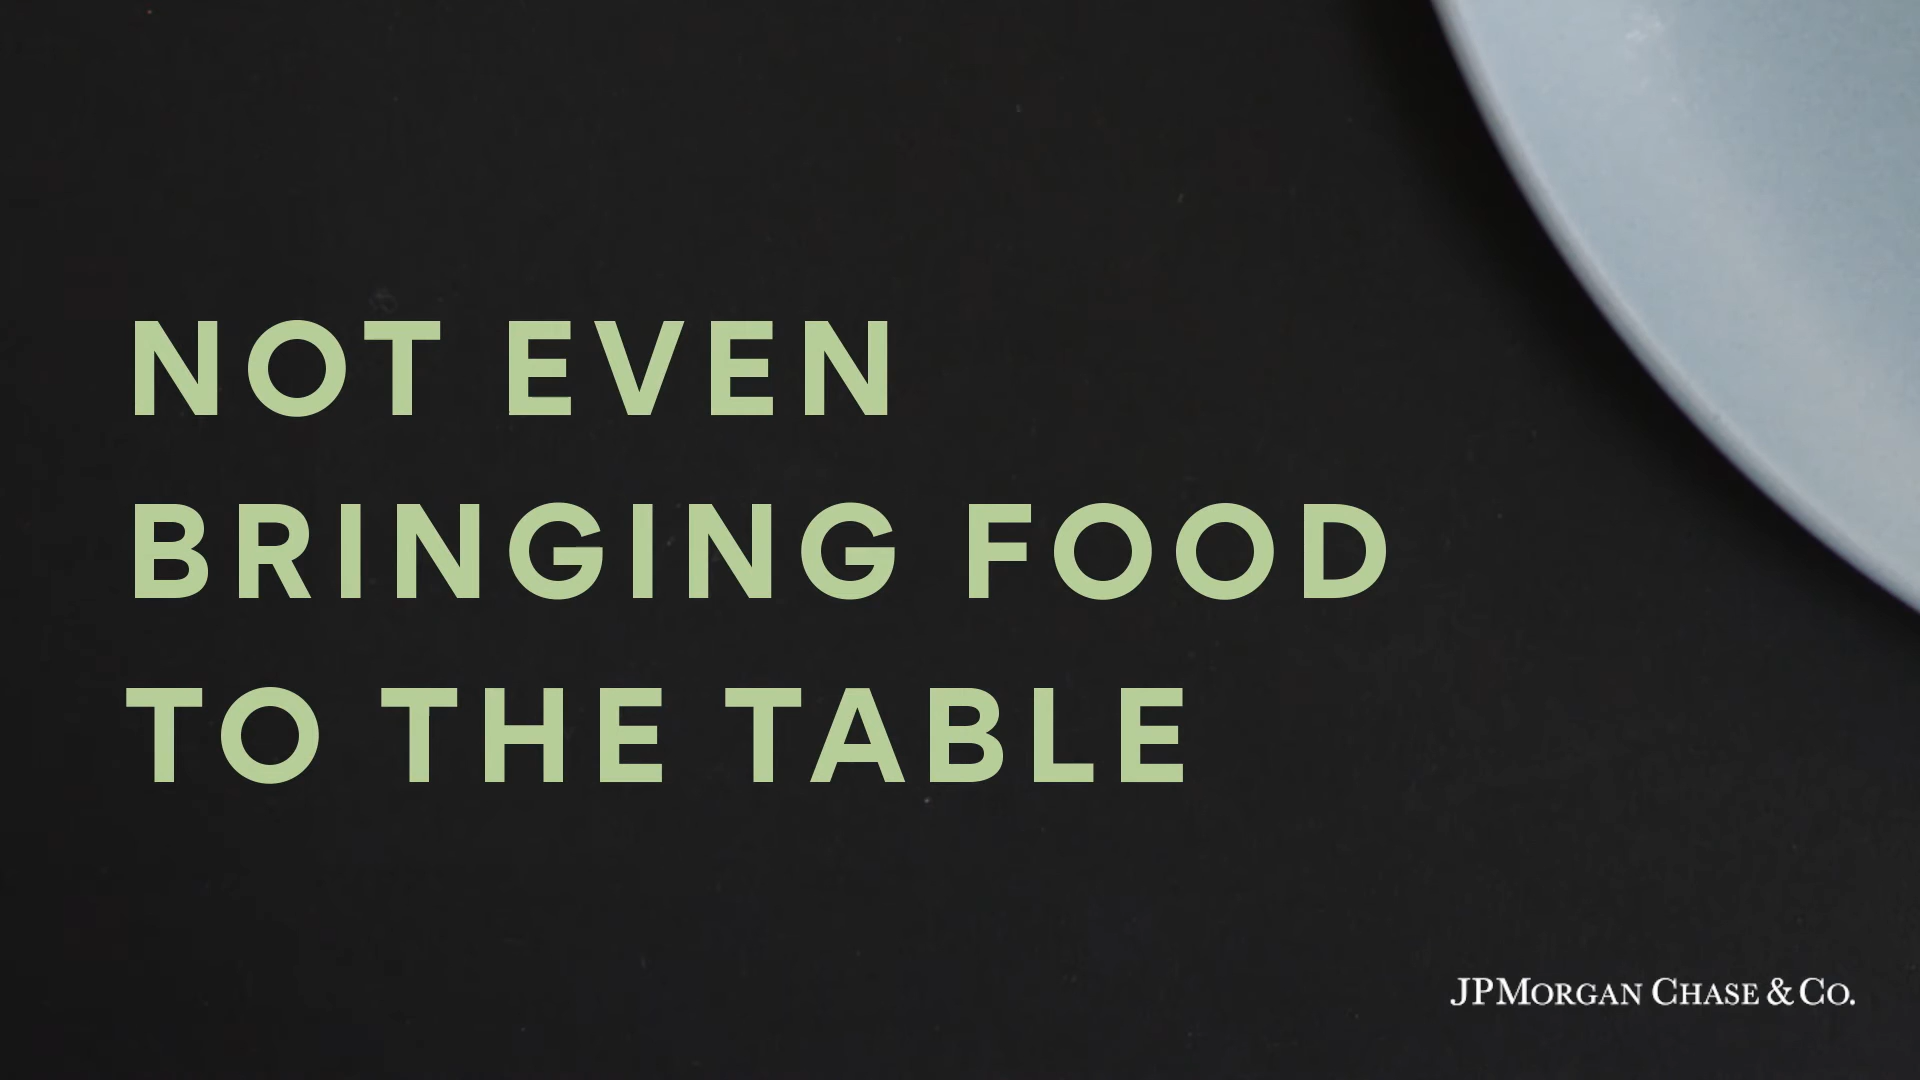 NOT EVEN
BRINGING FOOD
TO THE TABLE
JPMORGAN CHASE & CO.